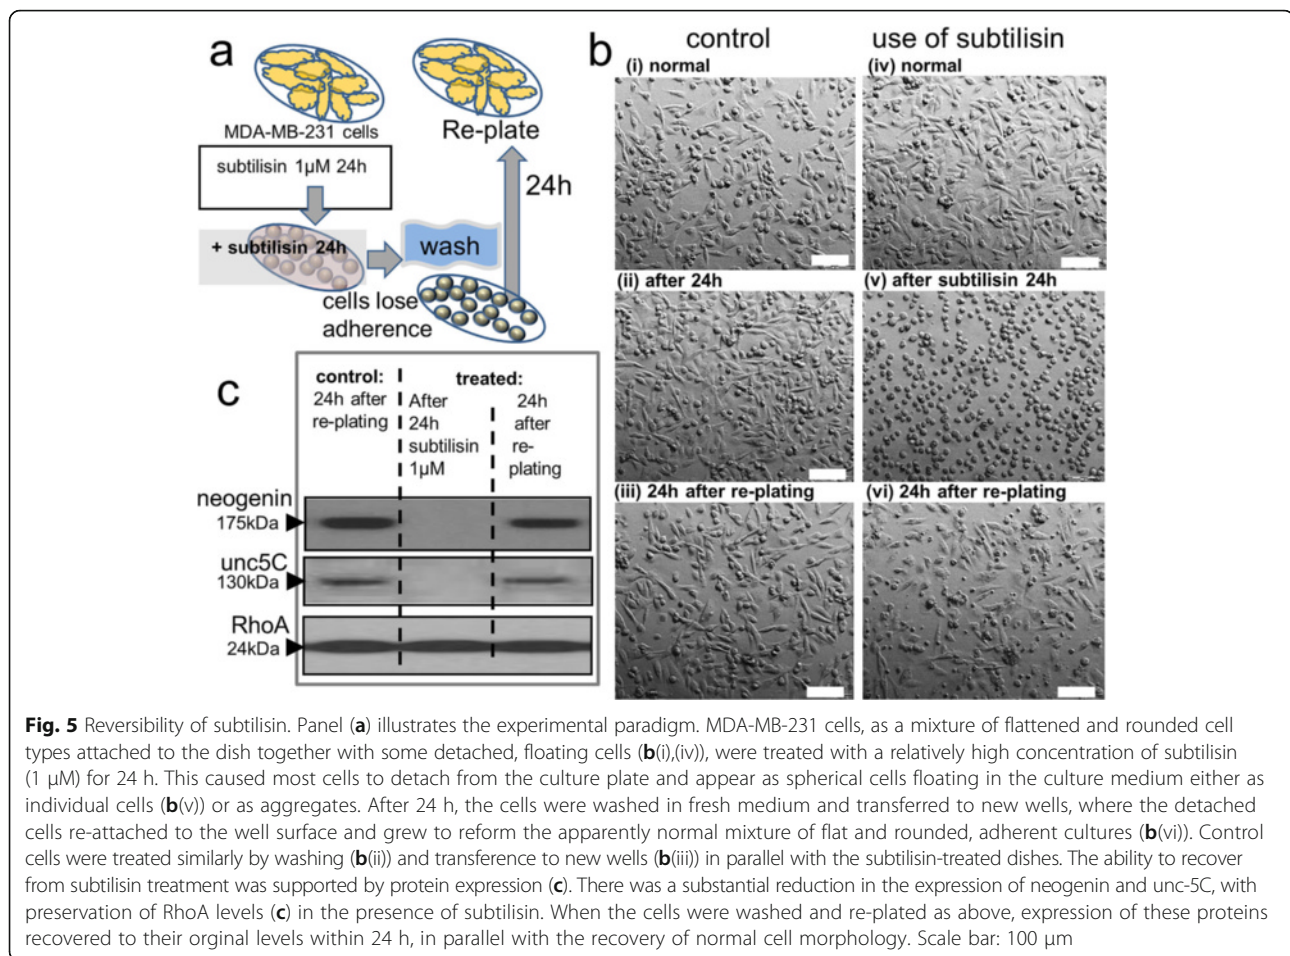 a
MDA-MB-231 cells
Re-plate
subtilisin 1µM 24h
24h
+ subtilisin 24h
wash
cells lose
adherence
b
control
use of subtilisin
(i) normal
(iv) normal
(ii) after 24h
(v) after subtilisin 24h
(iii) 24h after re-plating
(vi) 24h after re-plating
c
control:
24h after
re-plating
treated:
After
24h
subtilisin
1µM
24h
after
re-
plating
neogenin
175kDa
unc5C
130kDa
RhoA
24kDa
Fig. 5 Reversibility of subtilisin. Panel (a) illustrates the experimental paradigm. MDA-MB-231 cells, as a mixture of flattened and rounded cell
types attached to the dish together with some detached, floating cells (b(i),(iv)), were treated with a relatively high concentration of subtilisin
(1 µM) for 24 h. This caused most cells to detach from the culture plate and appear as spherical cells floating in the culture medium either as
individual cells (b(v)) or as aggregates. After 24 h, the cells were washed in fresh medium and transferred to new wells, where the detached
cells re-attached to the well surface and grew to reform the apparently normal mixture of flat and rounded, adherent cultures (b(vi)). Control
cells were treated similarly by washing (b(ii)) and transference to new wells (b(iii)) in parallel with the subtilisin-treated dishes. The ability to recover
from subtilisin treatment was supported by protein expression (c). There was a substantial reduction in the expression of neogenin and unc-5C, with
preservation of RhoA levels (c) in the presence of subtilisin. When the cells were washed and re-plated as above, expression of these proteins
recovered to their orginal levels within 24 h, in parallel with the recovery of normal cell morphology. Scale bar: 100 µm